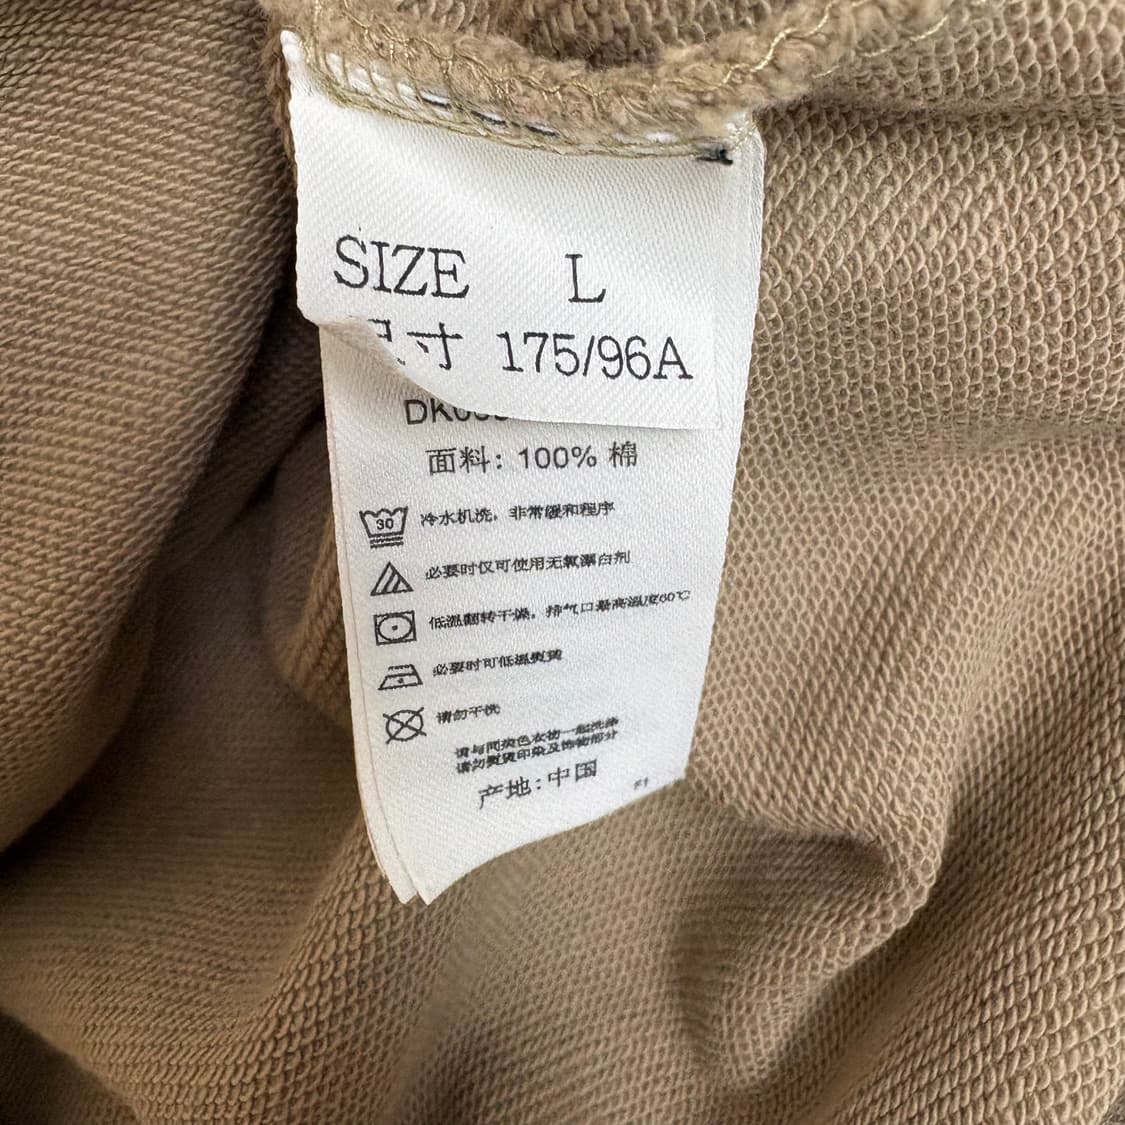 SIZE L
尺寸 175/96A
面料: 100% 棉
30 冷水机洗，非常缓和程序
必要时仅可使用无氯漂白剂
低温翻转干燥，排气口最高温度60℃
必要时可低温熨烫
请勿干洗
请与同类色衣物一起洗涤
请勿熨烫印染及饰物部分
产地:中国